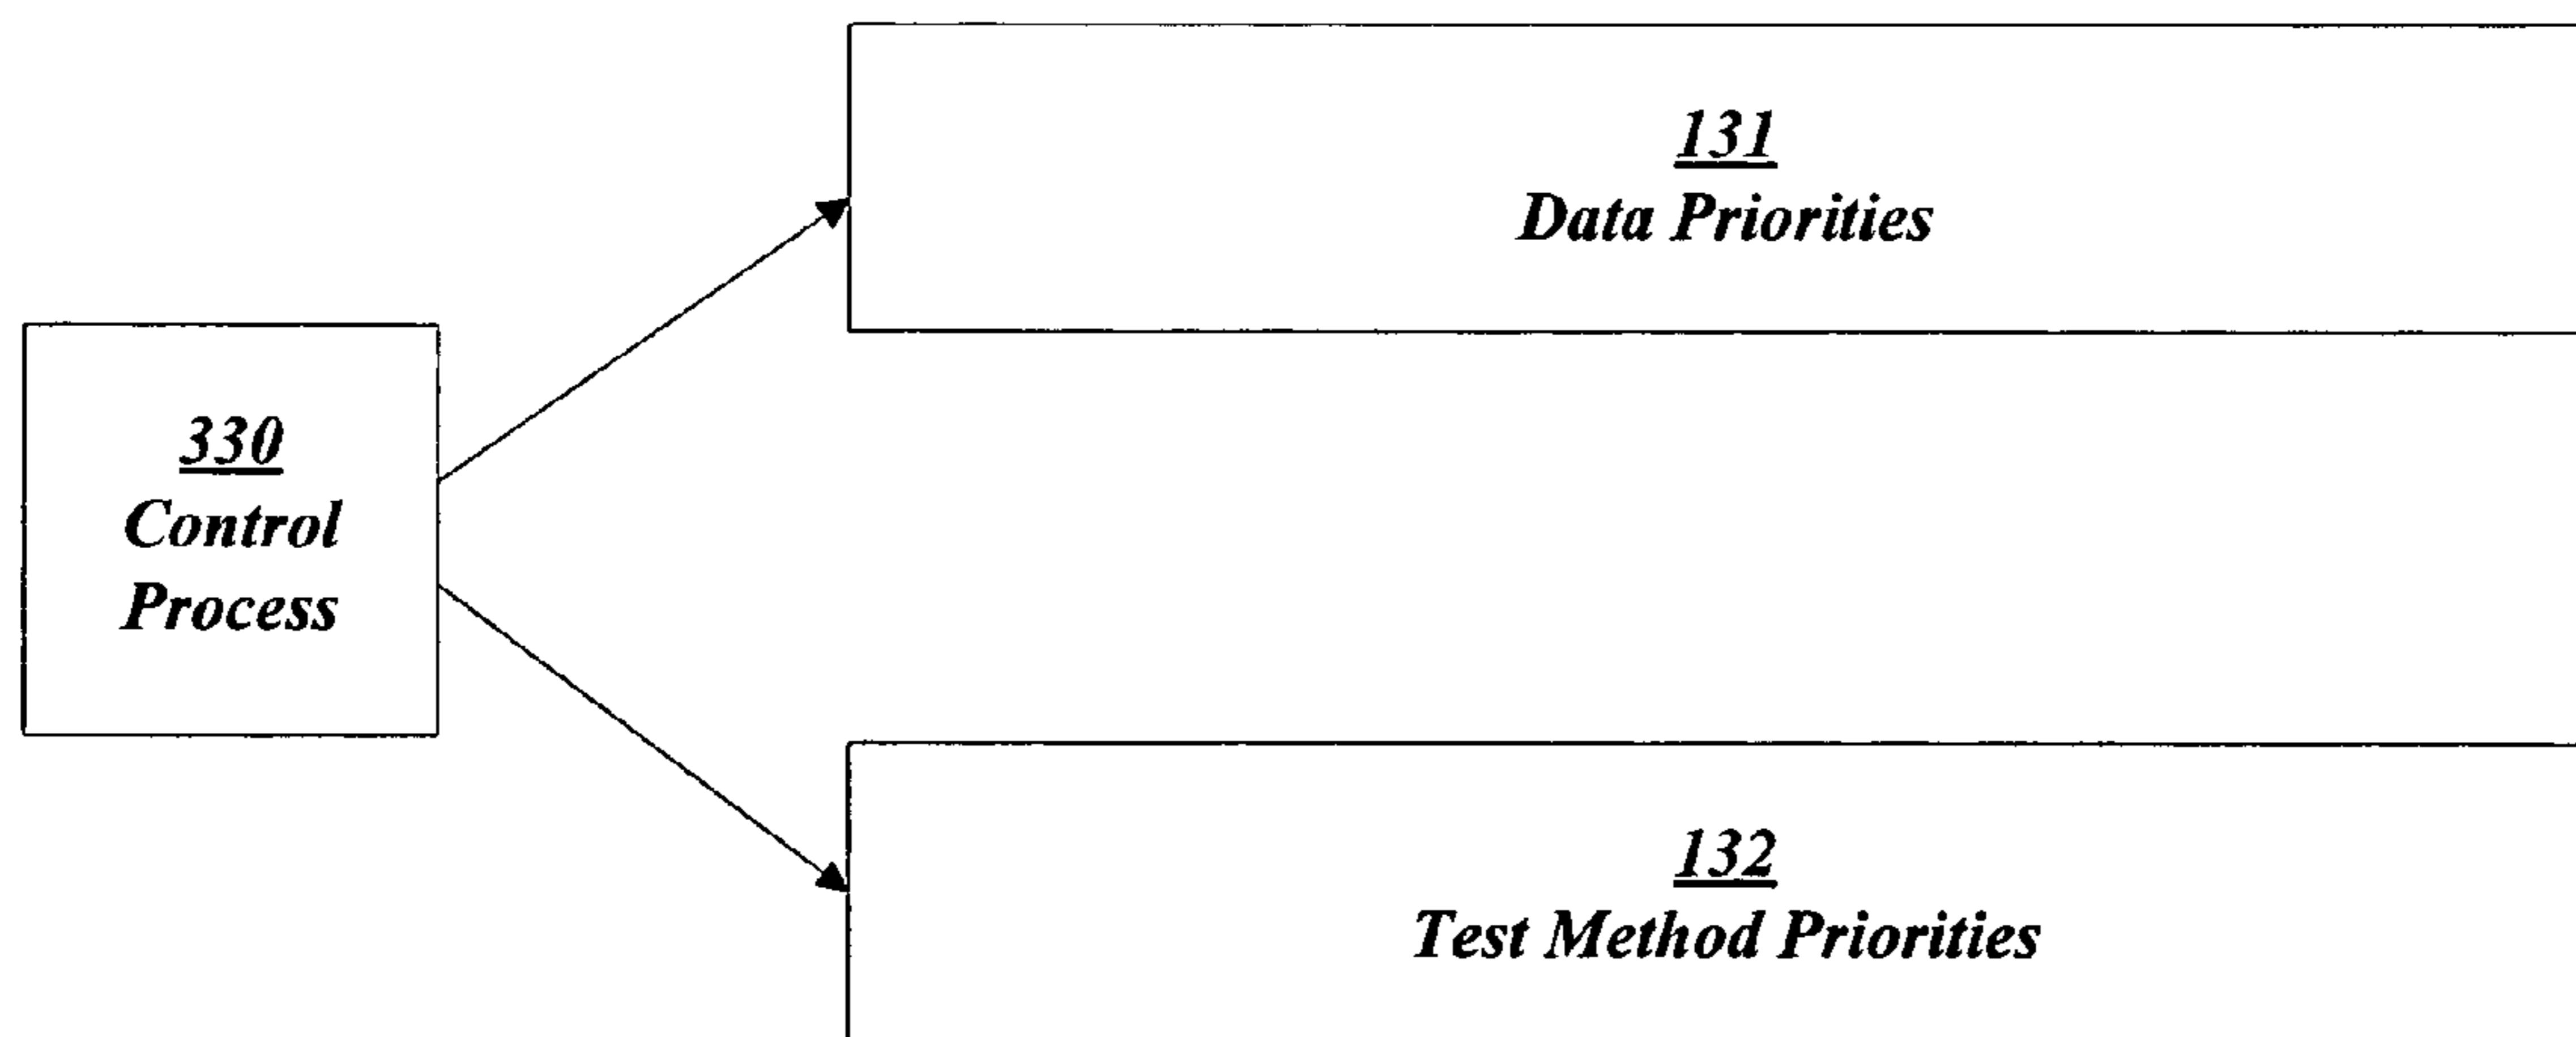 131
Data Priorities
330
Control
Process
132
Test Method Priorities